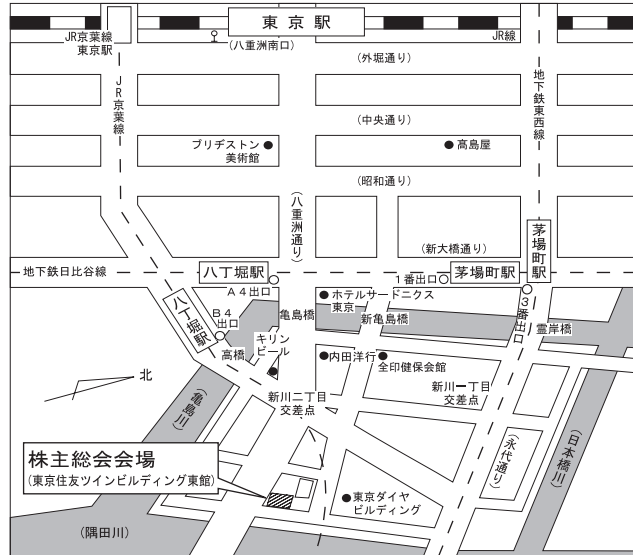 東京駅
JR京葉線
東京駅
(八重洲南口)
JR線
(外堀通り)
JR京葉線
地下鉄東西線
(中央通り)
ブリヂストン
美術館
髙島屋
(昭和通り)
(八重洲通り)
(新大橋通り)
茅場町駅
地下鉄日比谷線
八丁堀駅
1番出口
茅場町駅
A4出口
ホテルサードニクス
東京
3番出口
八丁堀駅
B4
出口
亀島橋
新亀島橋
霊岸橋
高橋
キリン
ビール
内田洋行
全印健保会館
北
新川二丁目
交差点
新川一丁目
交差点
(亀島川)
(永代通り)
(日本橋川)
株主総会会場
(東京住友ツインビルディング東館)
東京ダイヤ
ビルディング
(隅田川)